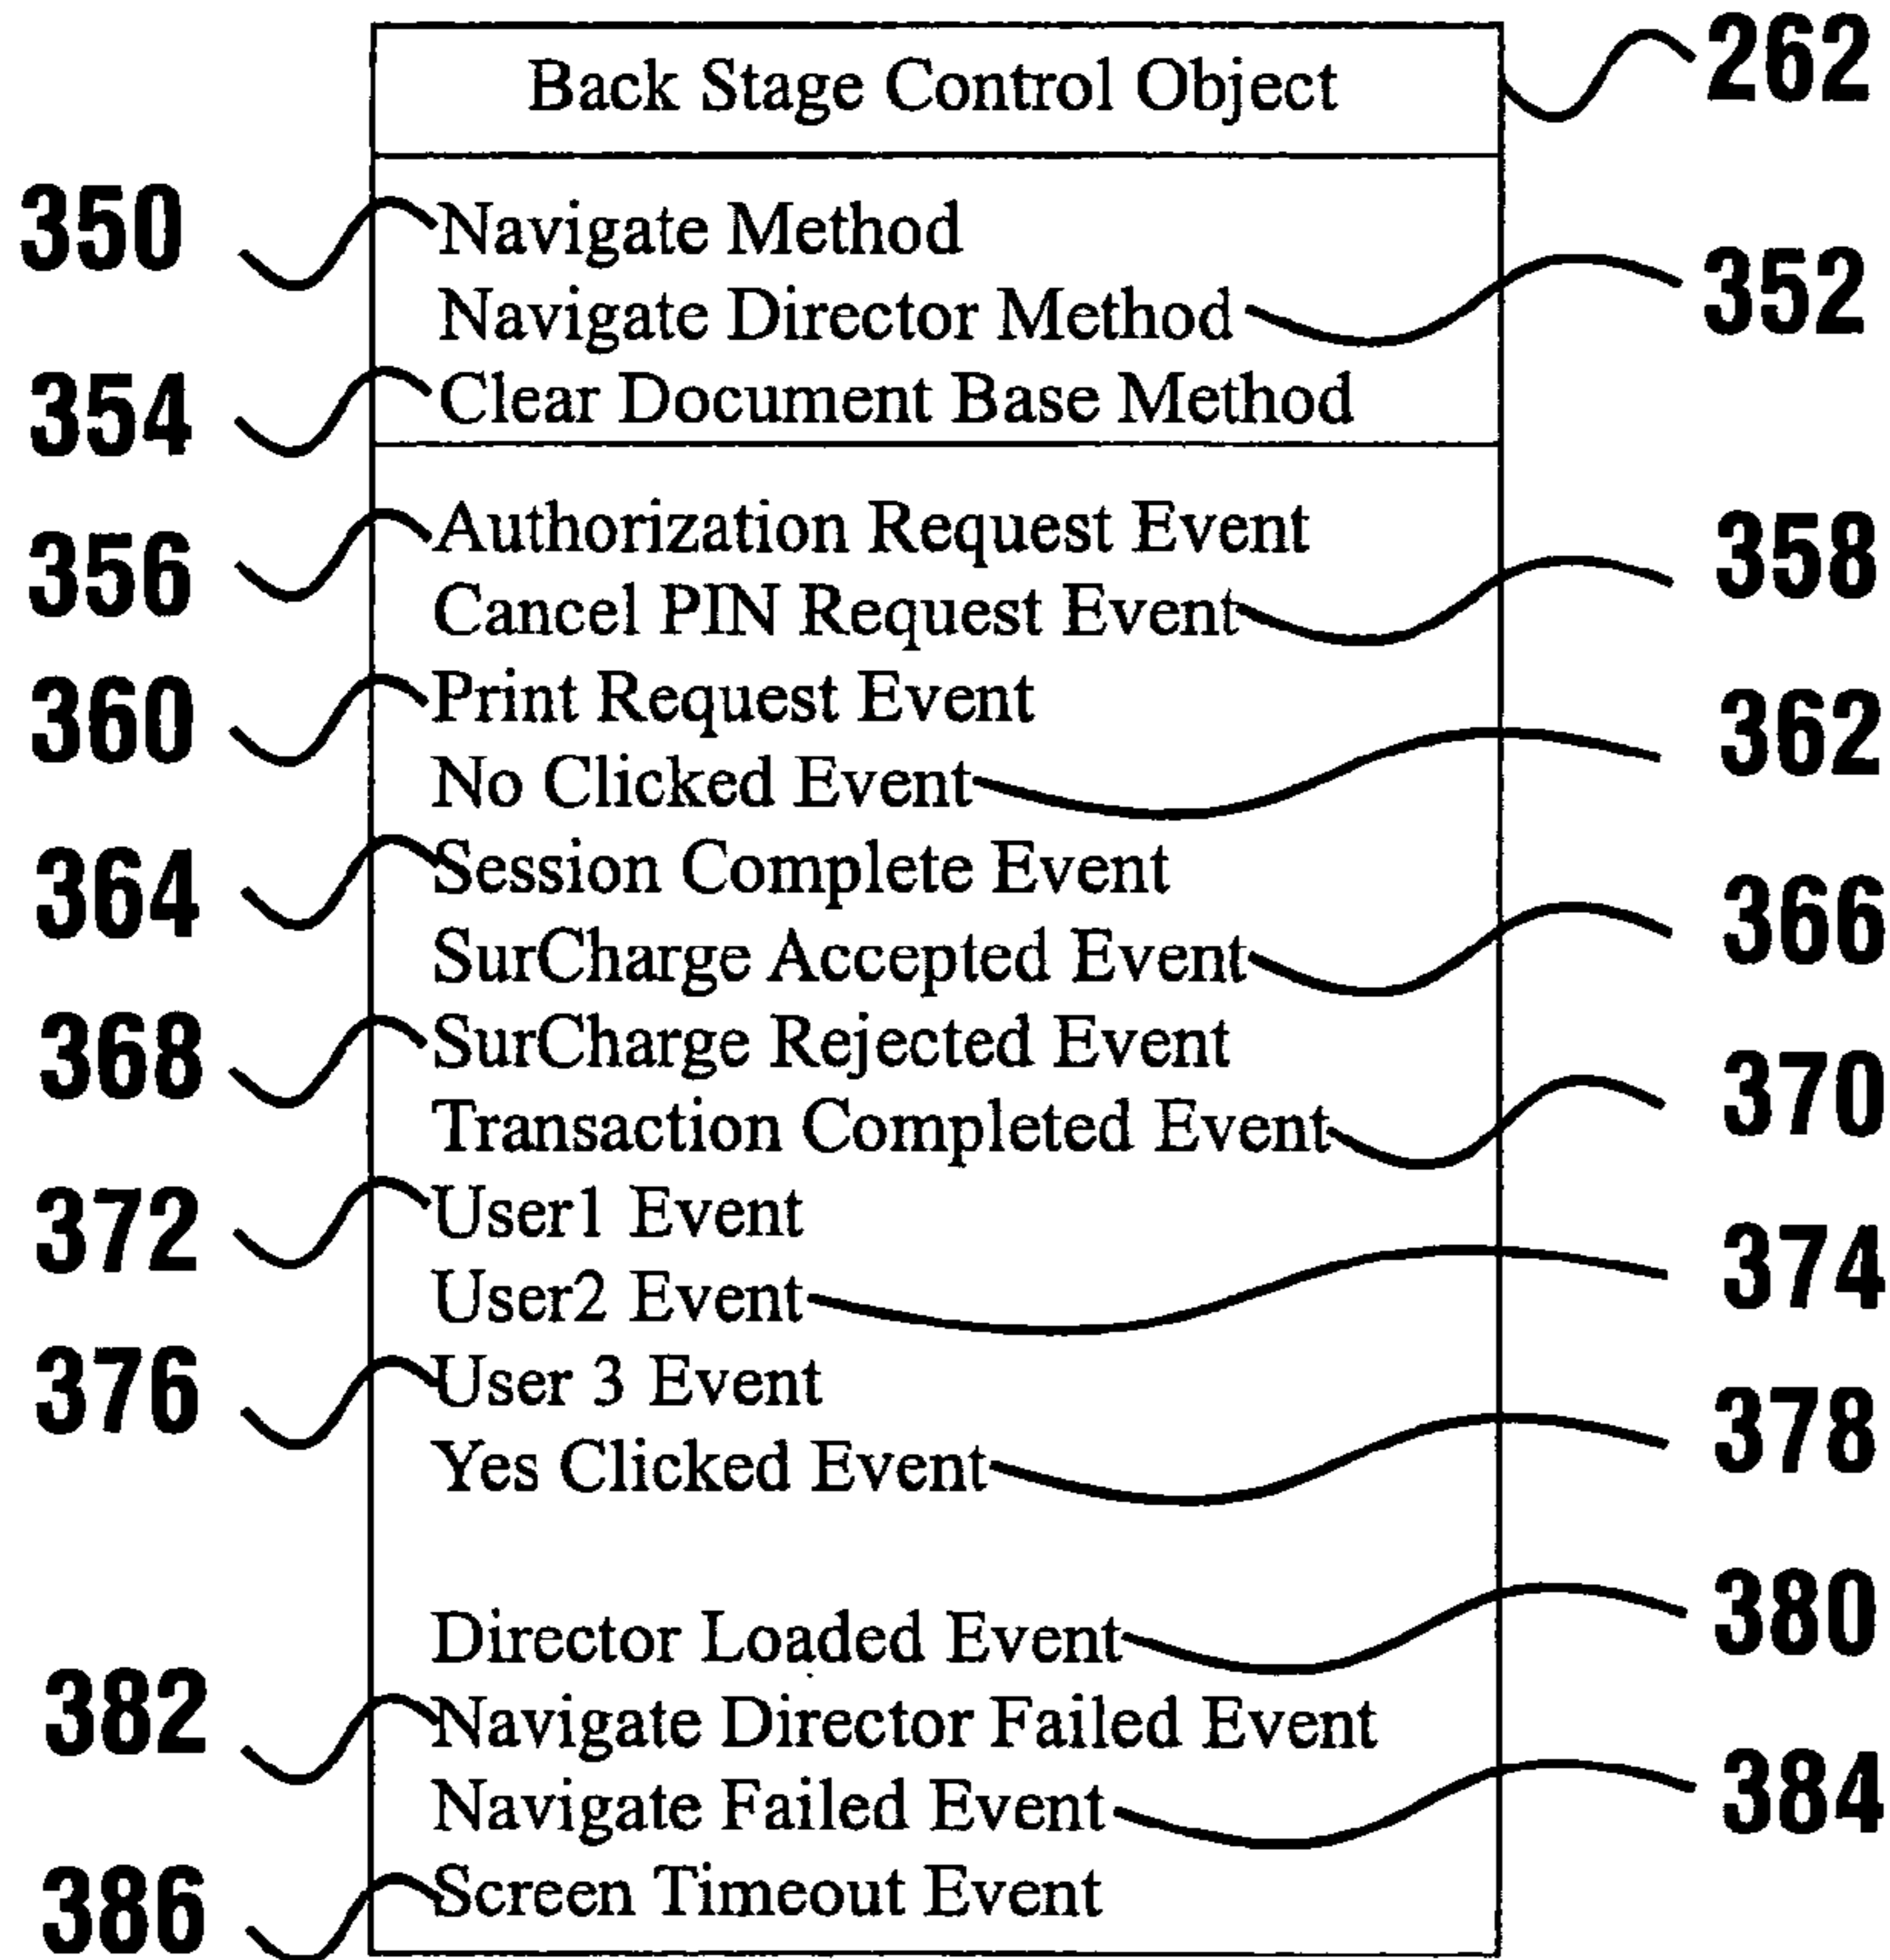 Back Stage Control Object 262
350 Navigate Method
Navigate Director Method 352
354 Clear Document Base Method
356 Authorization Request Event
Cancel PIN Request Event 358
360 Print Request Event
No Clicked Event 362
364 Session Complete Event
SurCharge Accepted Event 366
368 SurCharge Rejected Event
Transaction Completed Event 370
372 User1 Event
User2 Event 374
376 User 3 Event
Yes Clicked Event 378
Director Loaded Event 380
382 Navigate Director Failed Event
Navigate Failed Event 384
386 Screen Timeout Event